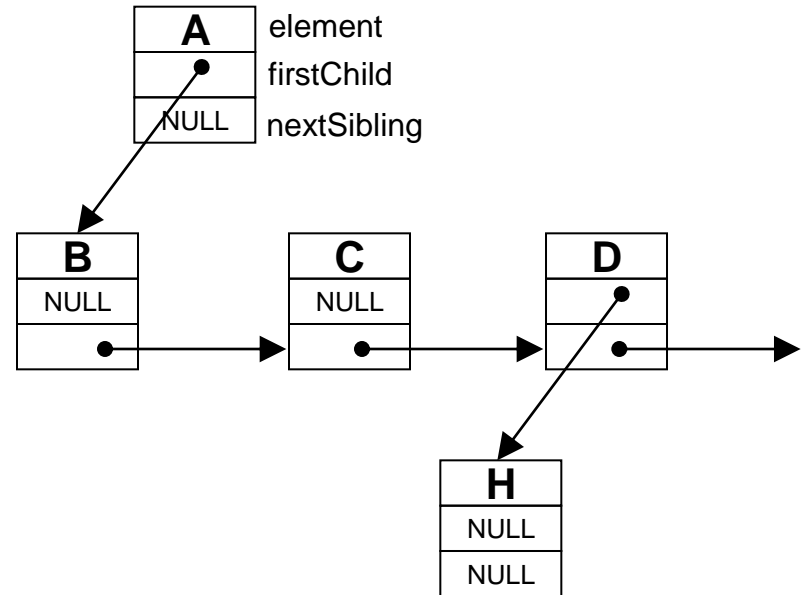 A element
firstChild
NULL nextSibling
B C D
NULL NULL
H
NULL
NULL